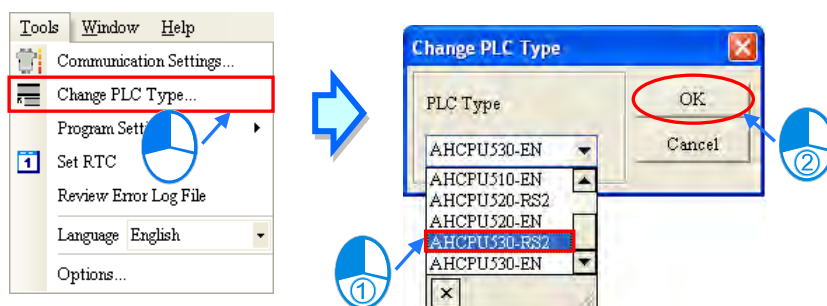 Tools Window Help
Communication Settings...
Change PLC Type...
Program
1 Set RTC
Review Error Log File
Language English
Options...
Change PLC Type
PLC Type
OK
Cancel
AHCPU530-EN
AHCPU510-EN
AHCPU520-RS2
AHCPU520-EN
AHCPU530-RS2
AHCPU530-EN
①
②